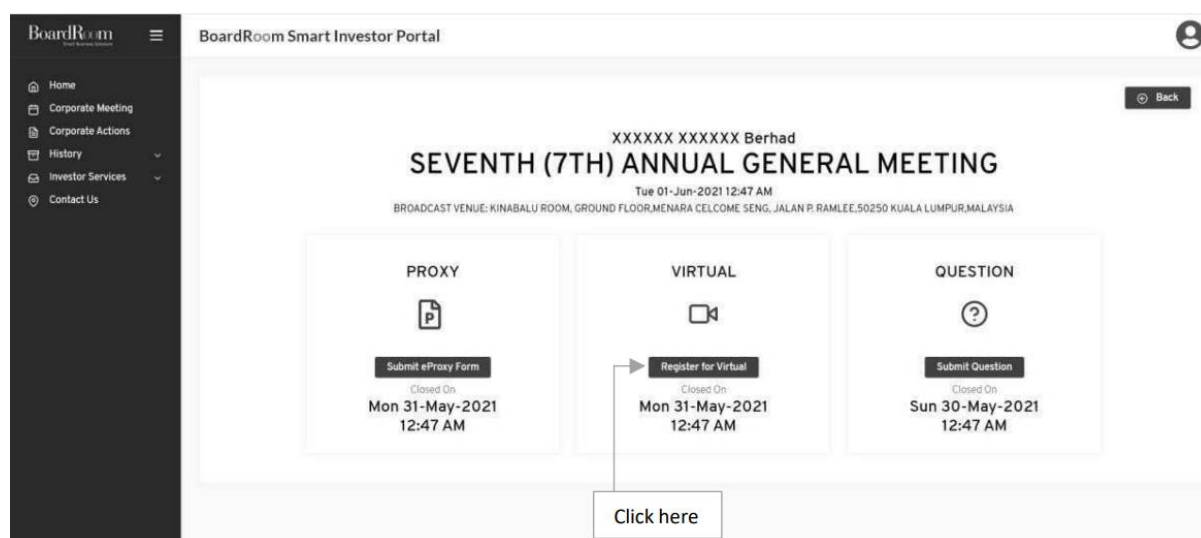 BoardRoom
Smart Business Solutions
BoardRoom Smart Investor Portal
Home
Corporate Meeting
Corporate Actions
History
Investor Services
Contact Us
Back
XXXXXX XXXXXX Berhad
SEVENTH (7TH) ANNUAL GENERAL MEETING
Tue 01-Jun-2021 12:47 AM
BROADCAST VENUE: KINABALU ROOM, GROUND FLOOR,MENARA CELCOME SENG, JALAN P. RAMLEE,50250 KUALA LUMPUR,MALAYSIA
PROXY
P
Submit eProxy Form
Closed On
Mon 31-May-2021
12:47 AM
VIRTUAL
Register for Virtual
Closed On
Mon 31-May-2021
12:47 AM
QUESTION
?
Submit Question
Closed On
Sun 30-May-2021
12:47 AM
Click here